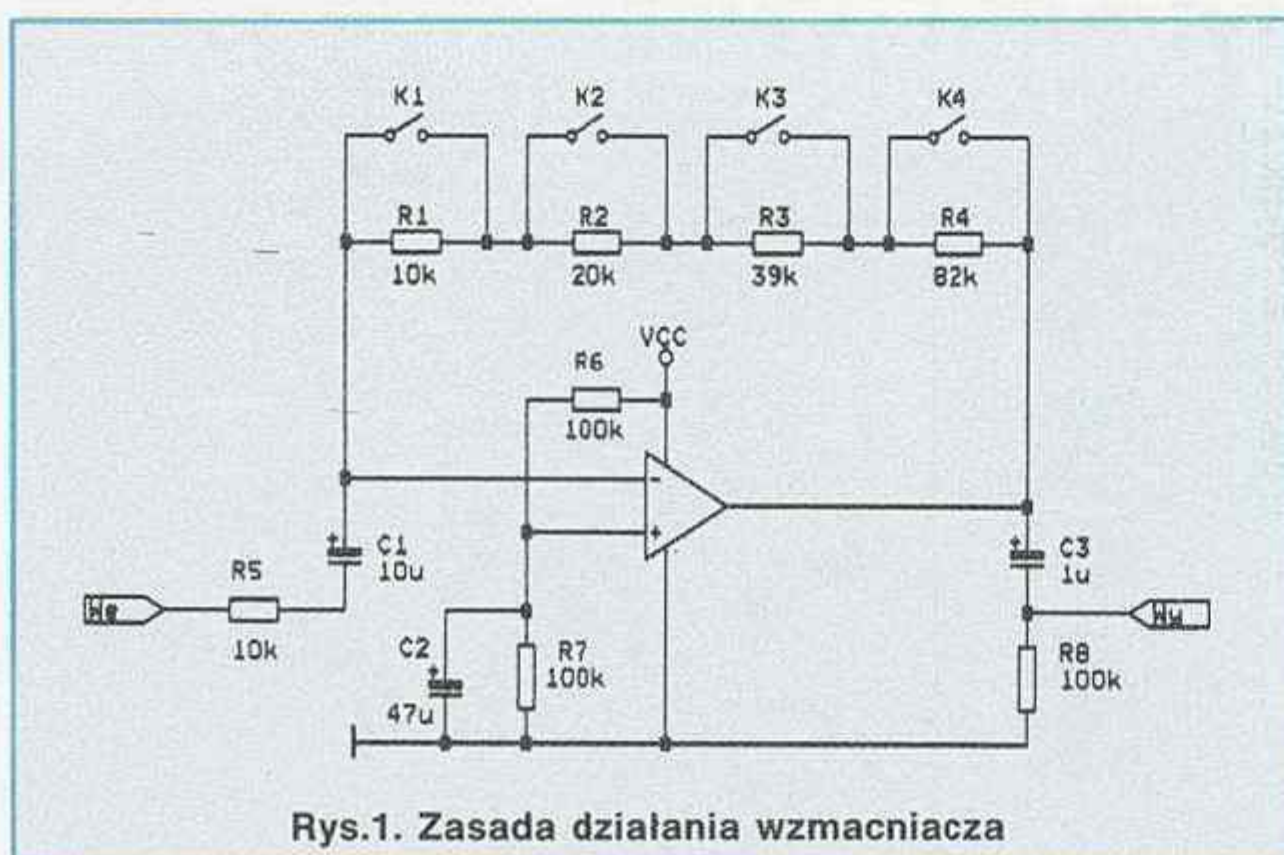 K1 K2 K3 K4
R1 R2 R3 R4
10k 20k 39k 82k
VCC
R6
100k
-
+
C1
10u
+
R5
We
10k
+
C2
47u
R7
100k
+
C3
1u
Wy
R8
100k
Rys.1. Zasada działania wzmacniacza